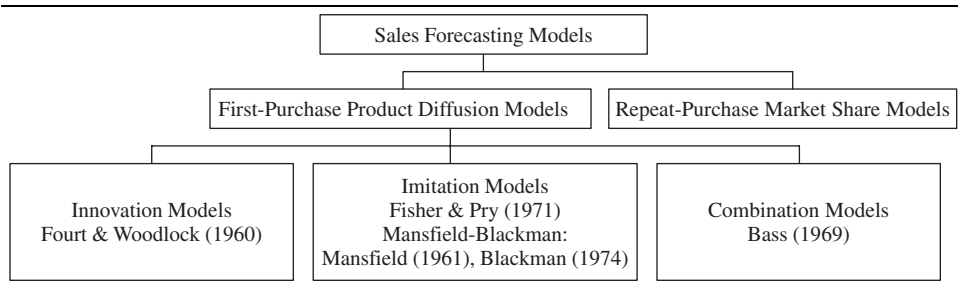 Sales Forecasting Models
First-Purchase Product Diffusion Models
Repeat-Purchase Market Share Models
Innovation Models
Fourt & Woodlock (1960)
Imitation Models
Fisher & Pry (1971)
Mansfield-Blackman:
Mansfield (1961), Blackman (1974)
Combination Models
Bass (1969)